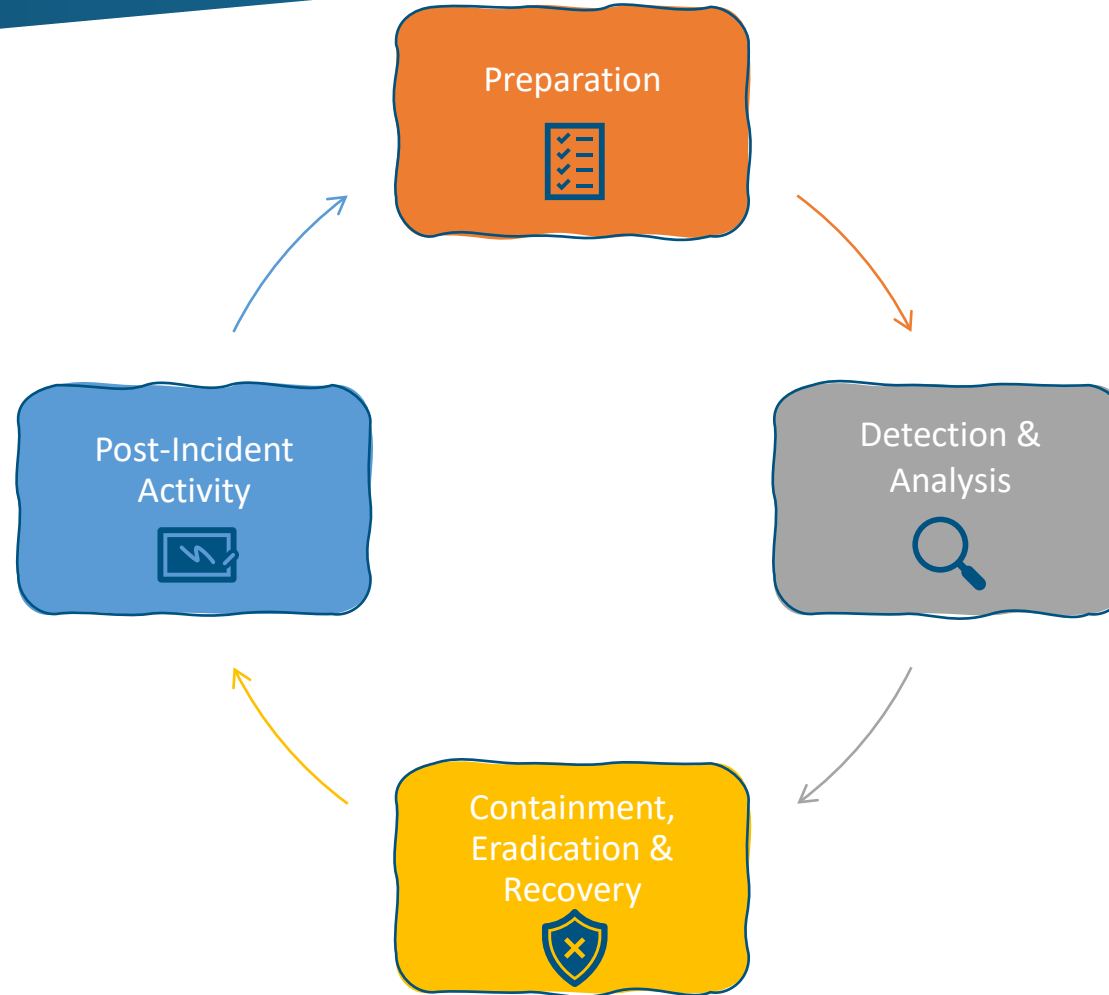 Preparation
Detection &
Analysis
Containment,
Eradication &
Recovery
Post-Incident
Activity